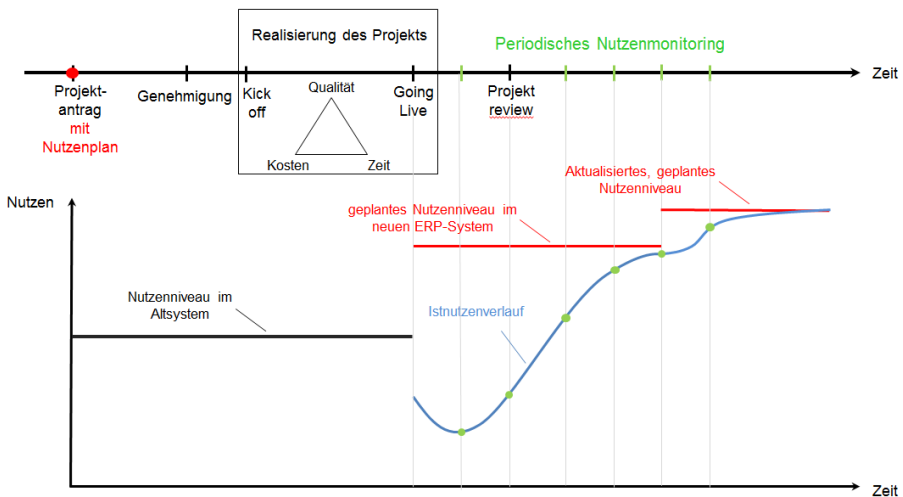 Realisierung des Projekts
Periodisches Nutzenmonitoring
Zeit
Projekt-
antrag
mit
Nutzenplan
Genehmigung
Kick
off
Qualität
Kosten
Zeit
Going
Live
Projekt
review
Aktualisiertes, geplantes
Nutzenniveau
Nutzen
geplantes Nutzenniveau im
neuen ERP-System
Nutzenniveau im
Altsystem
Istnutzenverlauf
Zeit